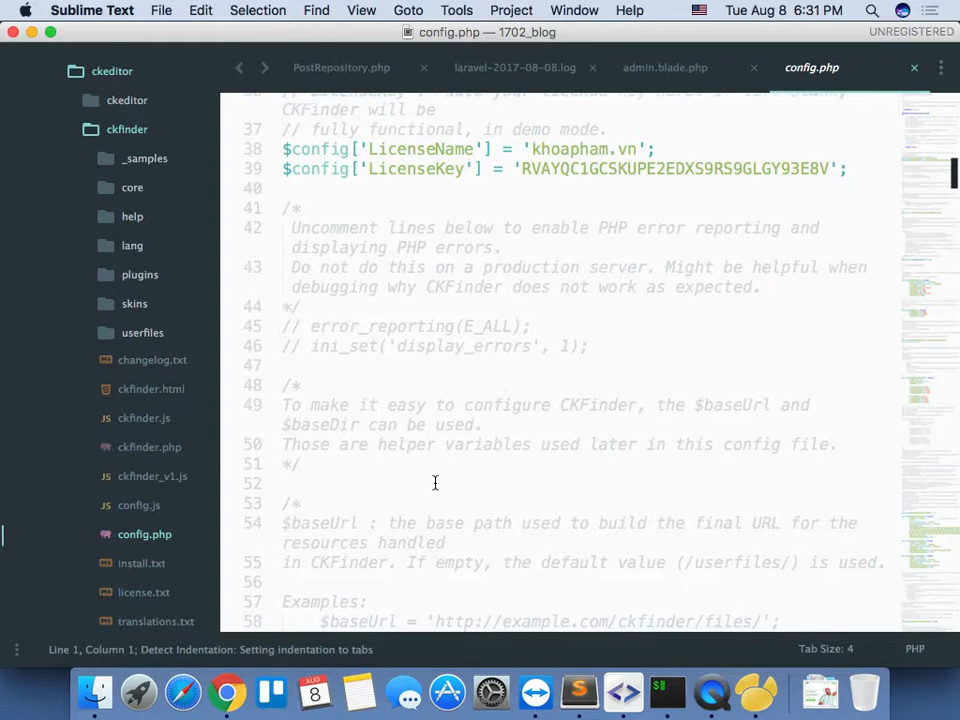 Sublime Text File Edit Selection Find View Goto Tools Project Window Help Tue Aug 8 6:31 PM
config.php — 1702_blog UNREGISTERED
PostRepository.php × laravel-2017-08-08.log × admin.blade.php × config.php ×
ckeditor
ckeditor
ckfinder
_samples
core
help
lang
plugins
skins
userfiles
changelog.txt
ckfinder.html
ckfinder.js
ckfinder.php
ckfinder_v1.js
config.js
config.php
install.txt
license.txt
translations.txt
CKFinder will be
37 // fully functional, in demo mode.
38 $config['LicenseName'] = 'khoapham.vn';
39 $config['LicenseKey'] = 'RVAYQC1GCSKUPE2EDXS9RS9GLGY93E8V';
40
41 /*
42 Uncomment lines below to enable PHP error reporting and
displaying PHP errors.
43 Do not do this on a production server. Might be helpful when
debugging why CKFinder does not work as expected.
44 */
45 // error_reporting(E_ALL);
46 // ini_set('display_errors', 1);
47
48 /*
49 To make it easy to configure CKFinder, the $baseUrl and
$baseDir can be used.
50 Those are helper variables used later in this config file.
51 */
52
53 /*
54 $baseUrl : the base path used to build the final URL for the
resources handled
55 in CKFinder. If empty, the default value (/userfiles/) is used.
56
57 Examples:
58 $baseUrl = 'http://example.com/ckfinder/files/';
Line 1, Column 1; Detect Indentation: Setting indentation to tabs Tab Size: 4 PHP